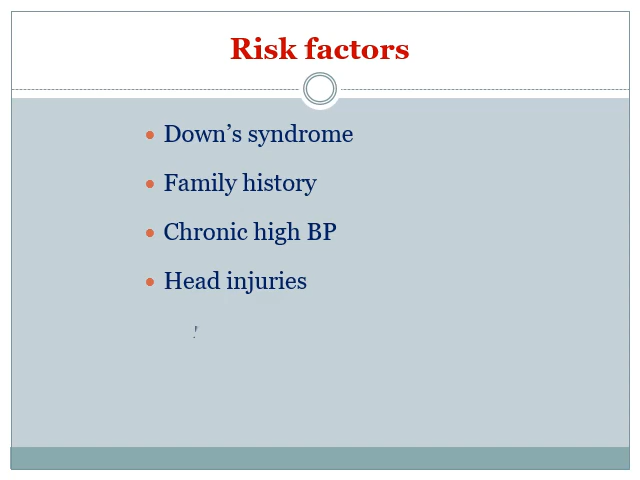 Risk factors
• Down’s syndrome
• Family history
• Chronic high BP
• Head injuries
!